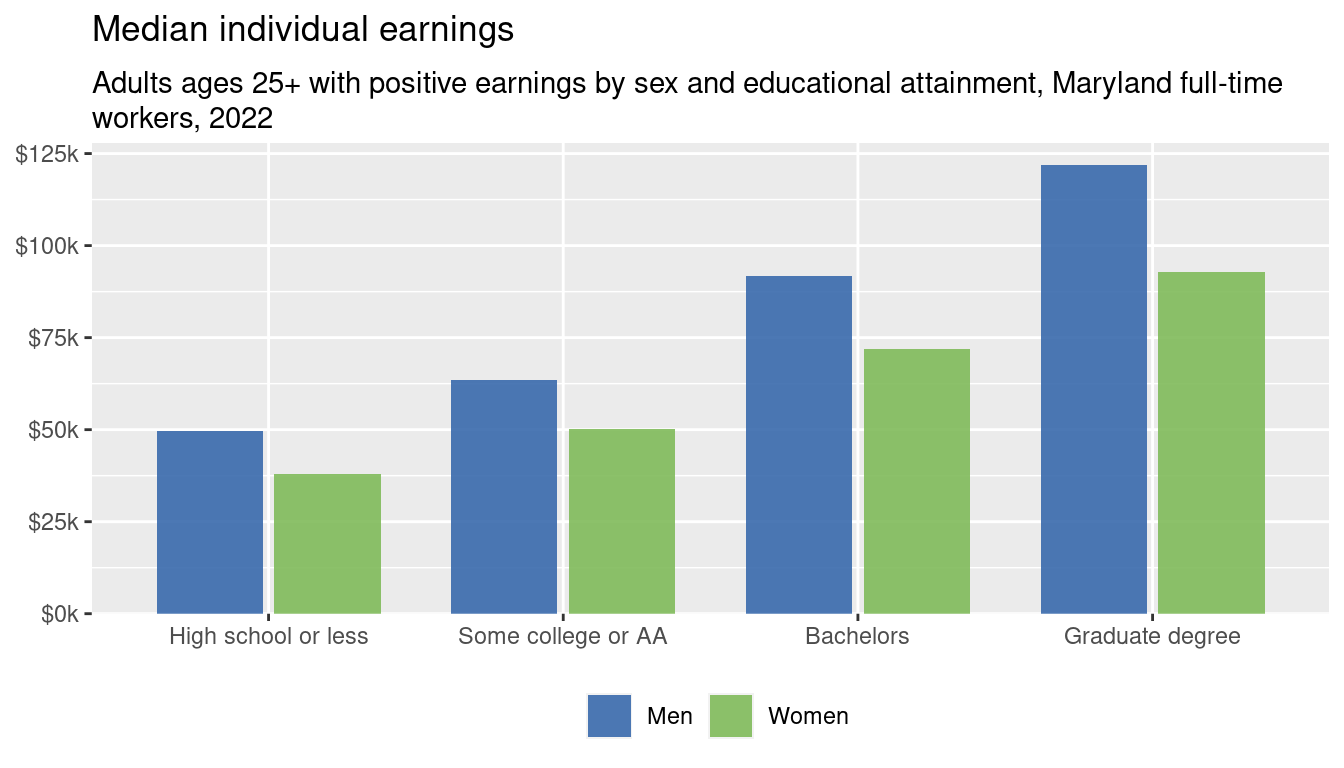 Median individual earnings
Adults ages 25+ with positive earnings by sex and educational attainment, Maryland full-time
workers, 2022
$125k
$100k
$75k
$50k
$25k
$0k
High school or less
Some college or AA
Bachelors
Graduate degree
Men
Women